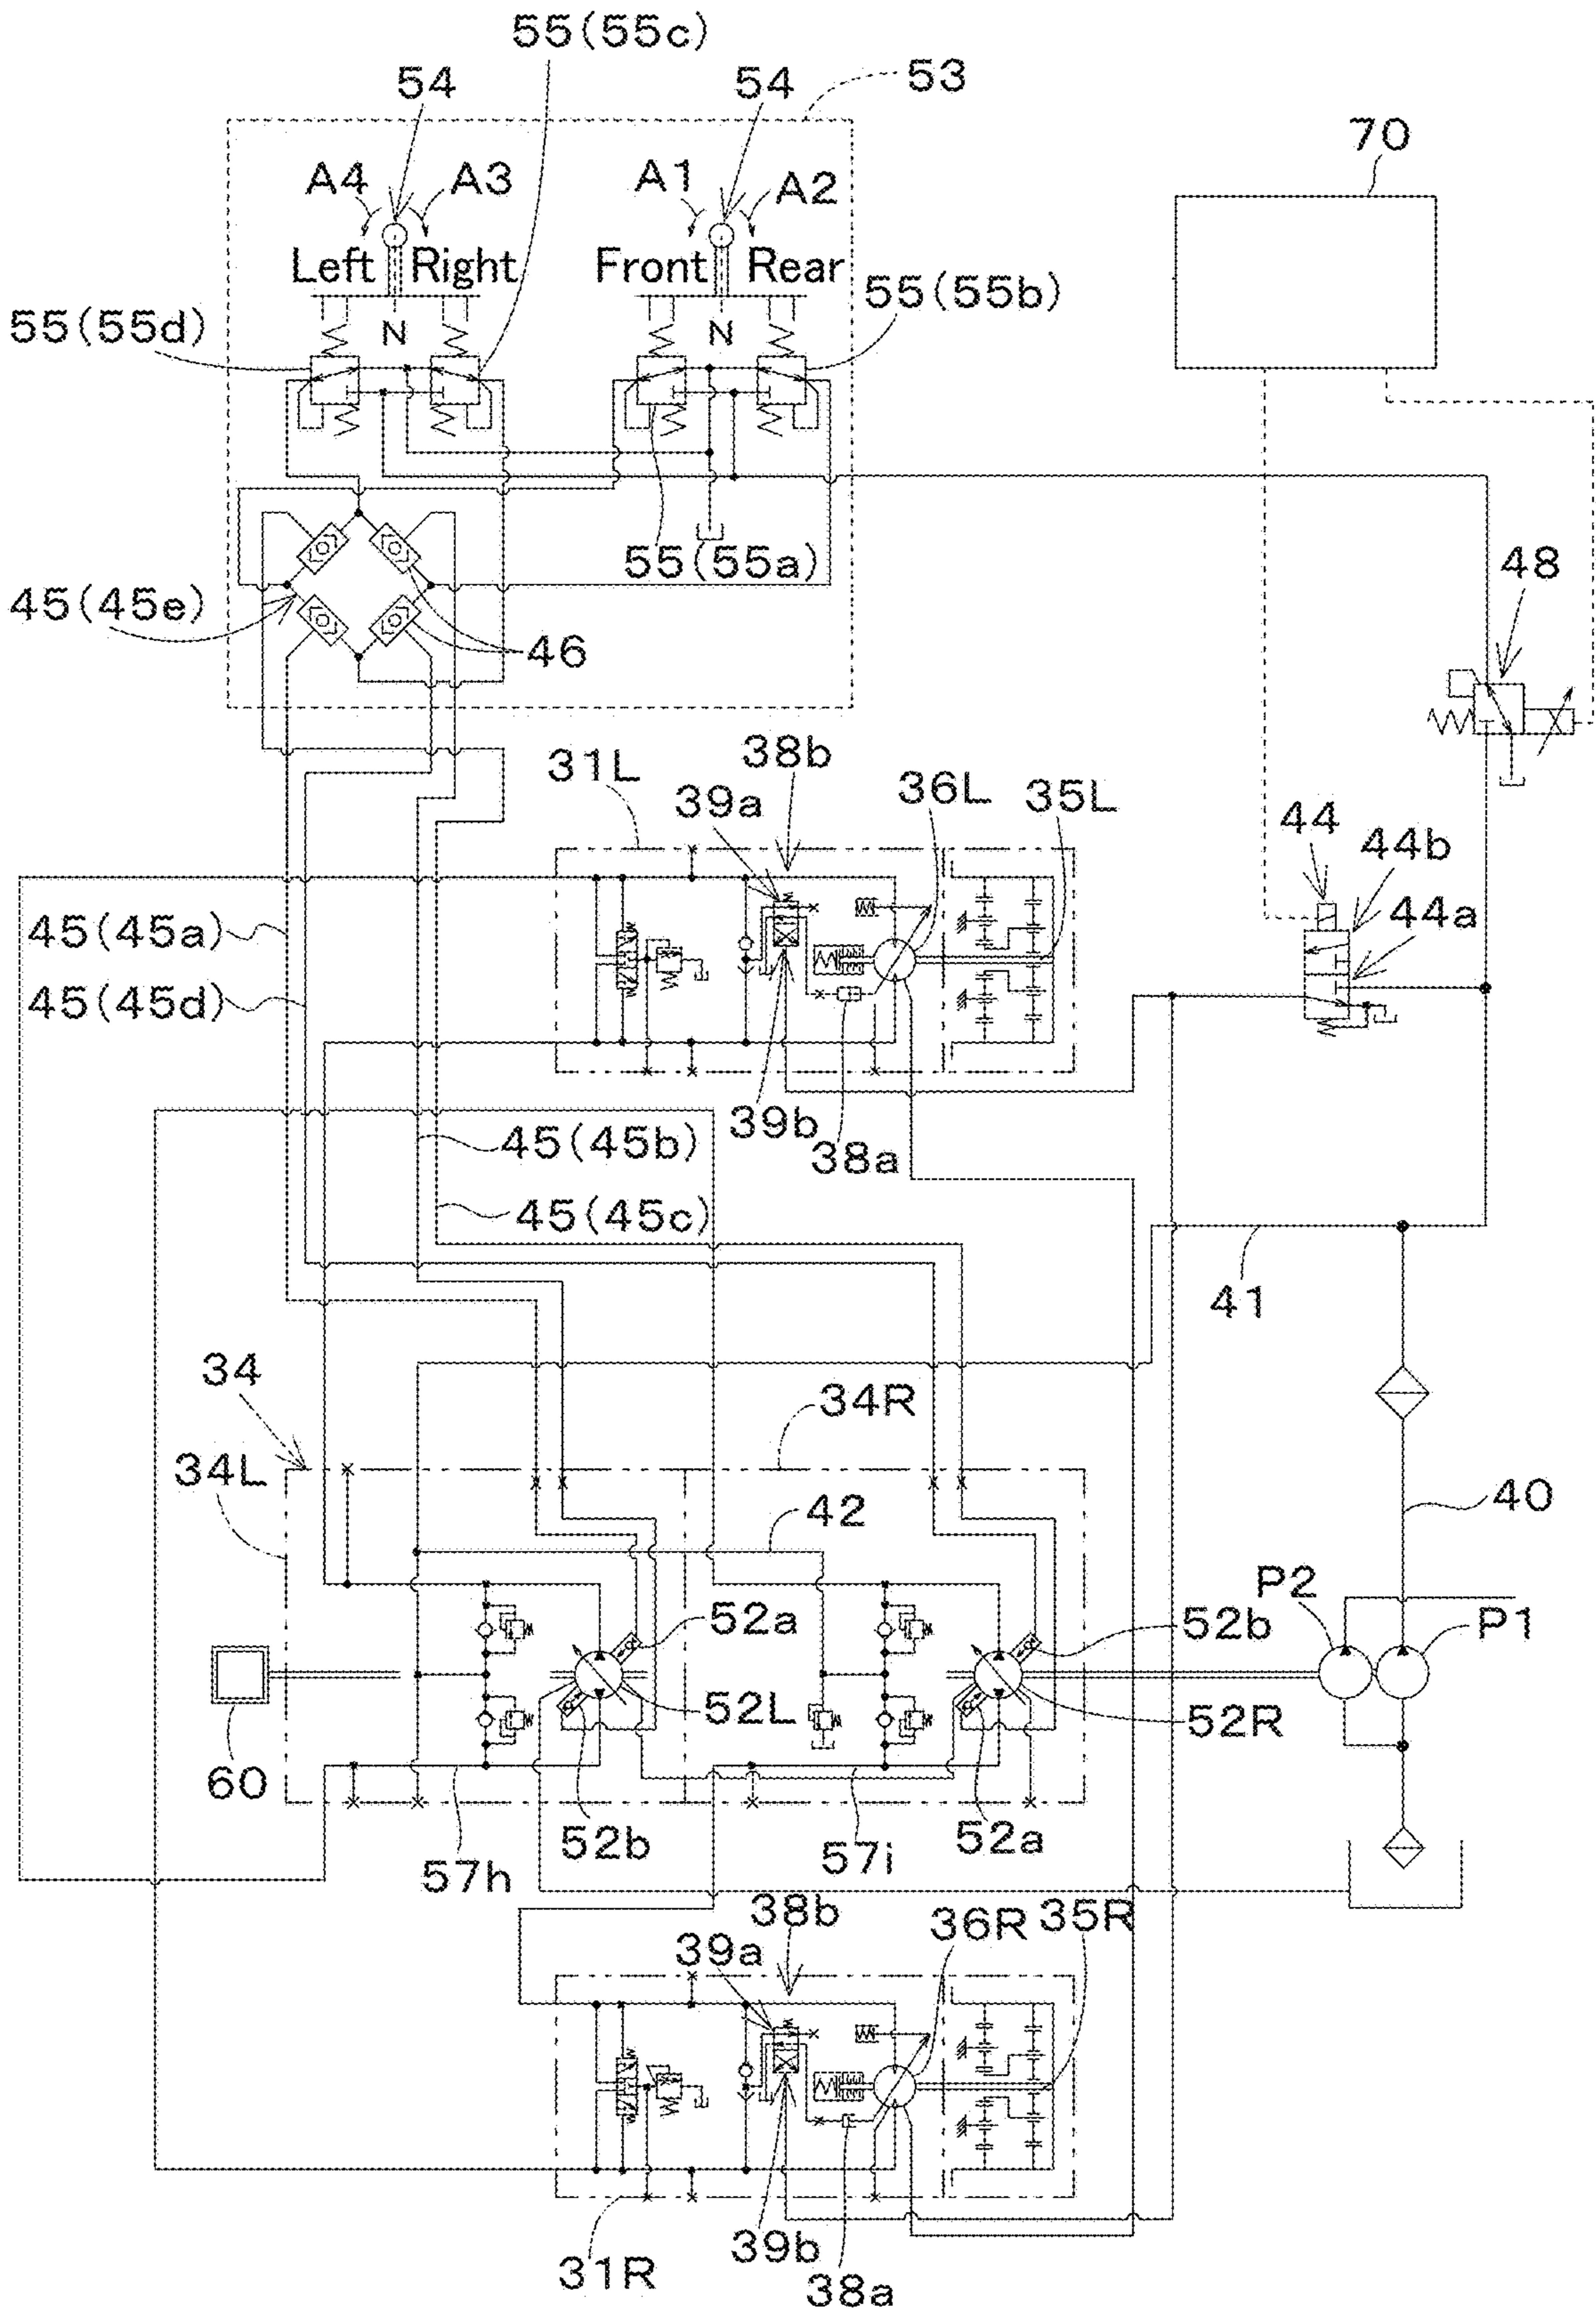 55(55c)
54
54
53
70
A4
A3
A1
A2
Left
Right
Front
Rear
55(55d)
N
N
55(55b)
55(55a)
48
45(45e)
46
31L
38b
39a
36L
35L
44
44b
44a
45(45a)
45(45d)
39b
38a
45(45b)
45(45c)
41
34
34R
34L
42
40
P2
52a
52b
P1
52L
52R
60
52b
52a
57h
57i
38b
36R
35R
39a
39b
31R
38a